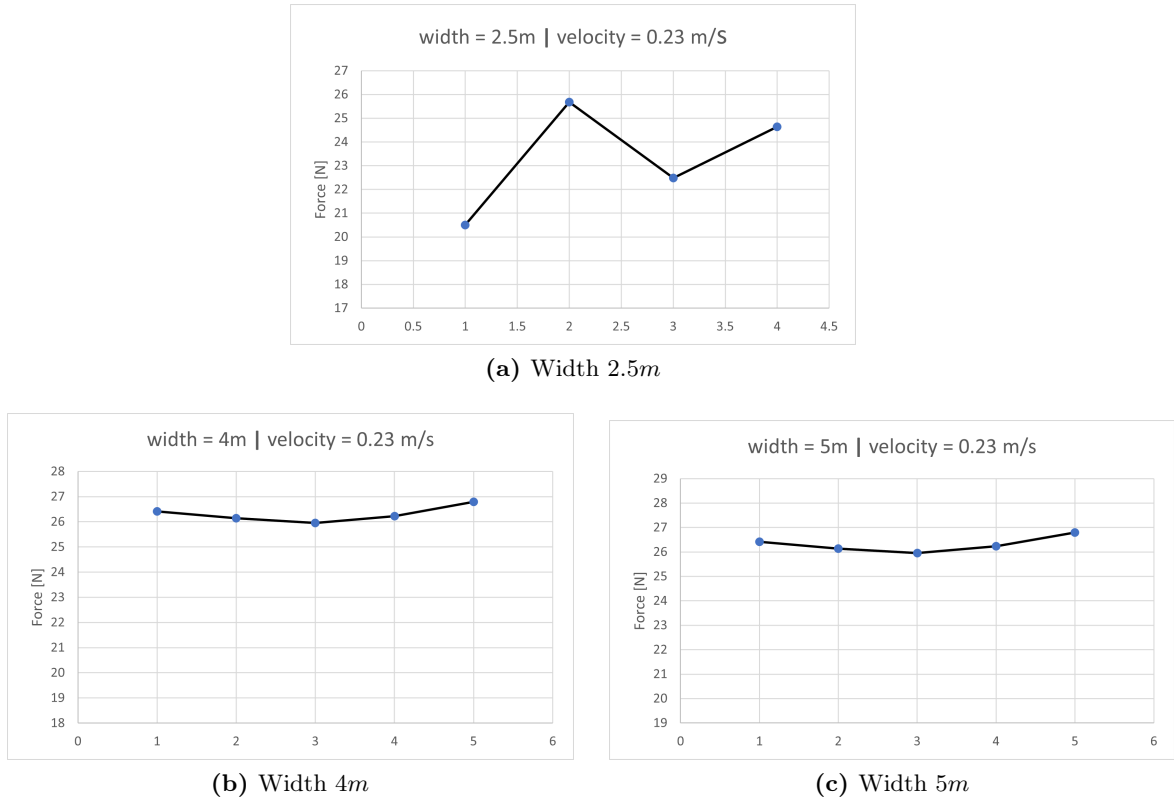 width = 2.5m | velocity = 0.23 m/S
27
26
25
24
23
22
21
20
19
18
17
Force [N]
0 0.5 1 1.5 2 2.5 3 3.5 4 4.5
(a) Width 2.5m
width = 4m | velocity = 0.23 m/s
28
27
26
25
24
23
22
21
20
19
18
Force [N]
0 1 2 3 4 5 6
(b) Width 4m
width = 5m | velocity = 0.23 m/s
29
28
27
26
25
24
23
22
21
20
19
Force [N]
0 1 2 3 4 5 6
(c) Width 5m